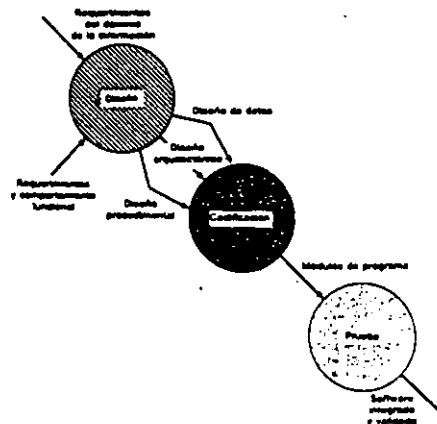 Requerimientos
del dominio
de la información
Diseño
Diseño de datos
Diseño
arquitectónico
Requerimientos
y comportamiento
funcional
Diseño
procedimental
Codificación
Módulos de programa
Prueba
Software
integrado
y validado